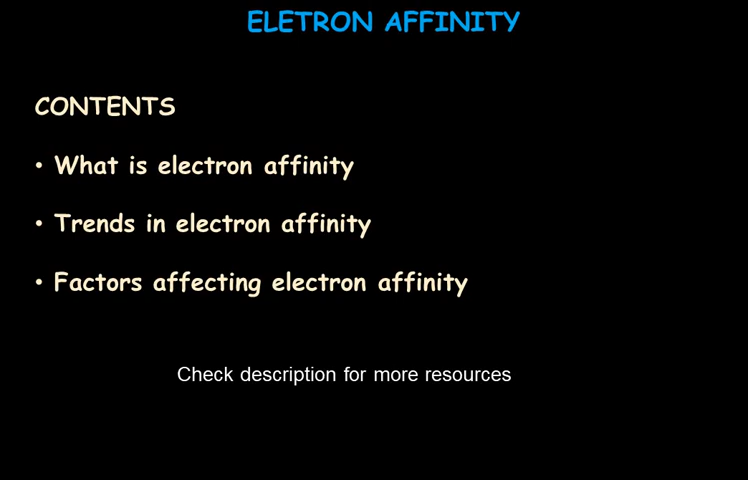 ELETRON AFFINITY
CONTENTS
• What is electron affinity
• Trends in electron affinity
• Factors affecting electron affinity
Check description for more resources